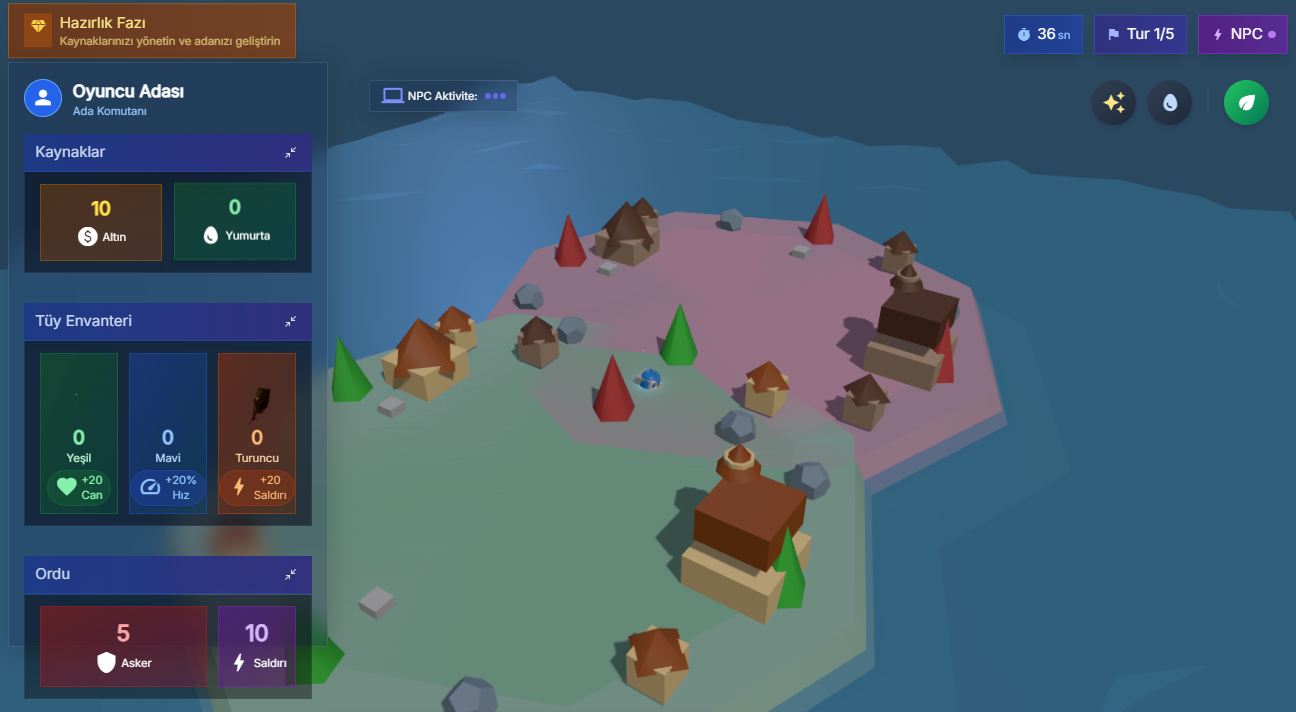 Hazırlık Fazı
Kaynaklarınızı yönetin ve adanızı geliştirin
36 sn
Tur 1/5
NPC
Oyuncu Adası
Ada Komutanı
NPC Aktivite:
Kaynaklar
10
Altın
0
Yumurta
Tüy Envanteri
0
Yeşil
+20
Can
0
Mavi
+20%
Hız
0
Turuncu
+20
Saldırı
Ordu
5
Asker
10
Saldırı